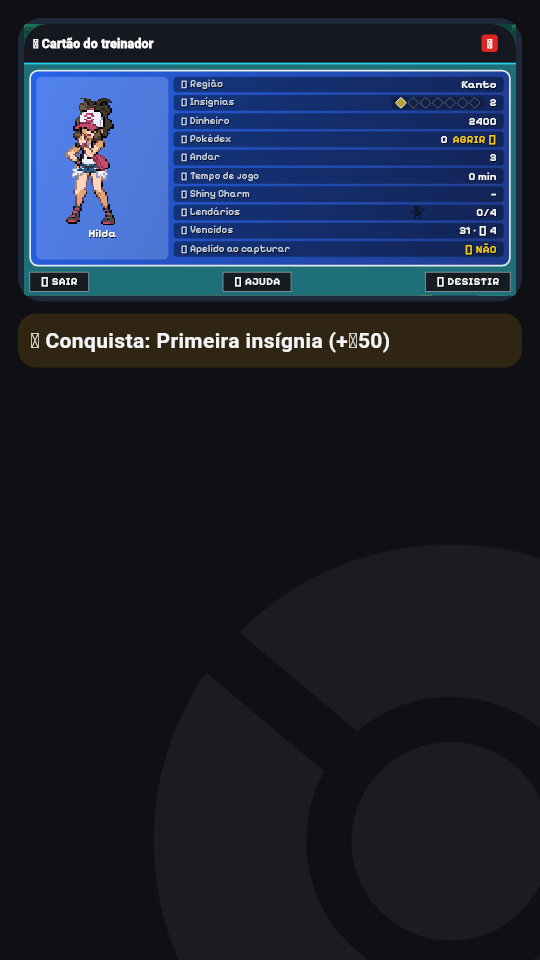 Cartão do treinador
Região Kanto
Insígnias 2
Dinheiro 2400
Pokédex 0 ABRIR
Andar 3
Tempo de Jogo 0 min
Shiny Charm -
Lendários 0/4
Vencidos 31 · 4
Apelido ao capturar NÃO
Hilda
SAIR
AJUDA
DESISTIR
Conquista: Primeira insígnia (+50)